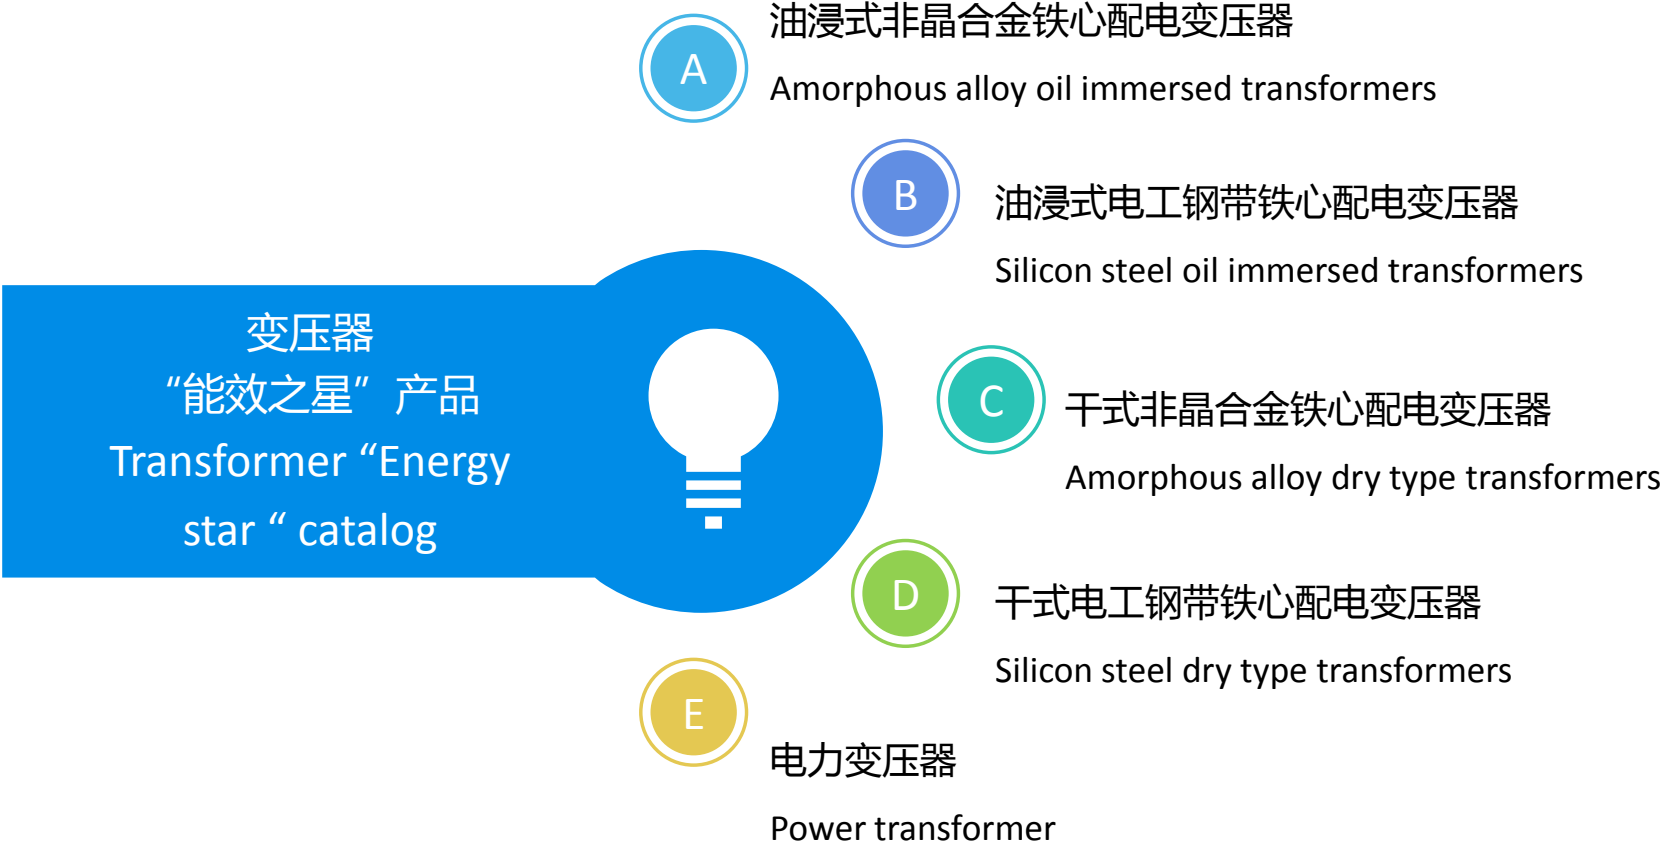 变压器
“能效之星”产品
Transformer “Energy
star “ catalog
A
油浸式非晶合金铁心配电变压器
Amorphous alloy oil immersed transformers
B
油浸式电工钢带铁心配电变压器
Silicon steel oil immersed transformers
C
干式非晶合金铁心配电变压器
Amorphous alloy dry type transformers
D
干式电工钢带铁心配电变压器
Silicon steel dry type transformers
E
电力变压器
Power transformer